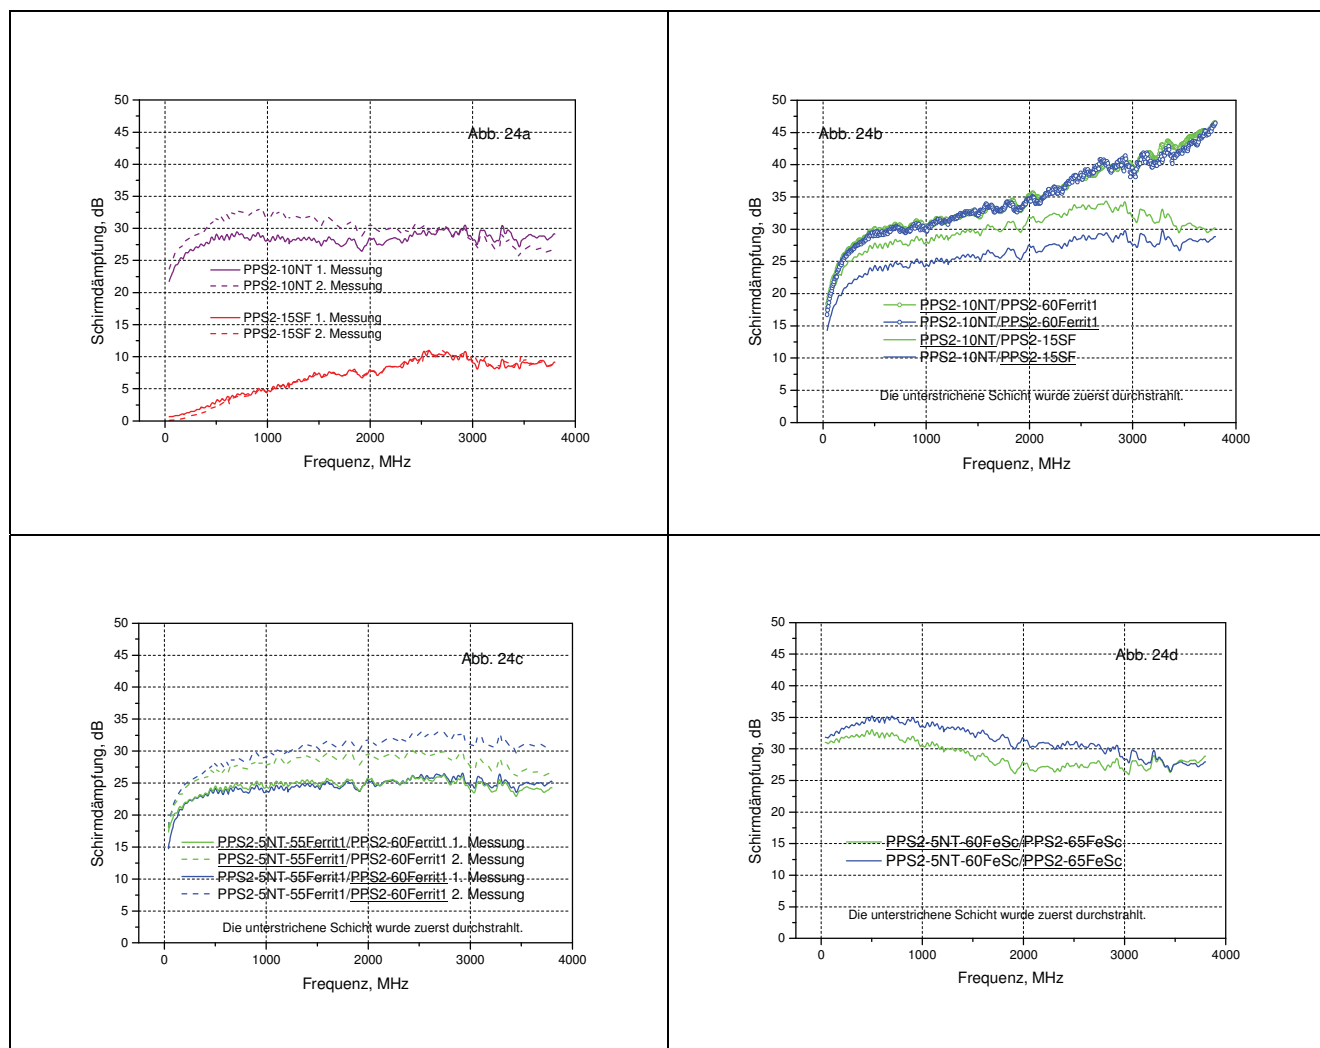 Abb. 24a
50
45
40
35
30
25
20
15
10
5
0
Schirmdämpfung, dB
PPS2-10NT 1. Messung
PPS2-10NT 2. Messung
PPS2-15SF 1. Messung
PPS2-15SF 2. Messung
0 1000 2000 3000 4000
Frequenz, MHz
Abb. 24b
50
45
40
35
30
25
20
15
10
5
0
Schirmdämpfung, dB
PPS2-10NT/PPS2-60Ferrit1
PPS2-10NT/PPS2-60Ferrit1
PPS2-10NT/PPS2-15SF
PPS2-10NT/PPS2-15SF
Die unterstrichene Schicht wurde zuerst durchstrahlt.
0 1000 2000 3000 4000
Frequenz, MHz
Abb. 24c
50
45
40
35
30
25
20
15
10
5
0
Schirmdämpfung, dB
PPS2-5NT-55Ferrit1/PPS2-60Ferrit1 1. Messung
PPS2-5NT-55Ferrit1/PPS2-60Ferrit1 2. Messung
PPS2-5NT-55Ferrit1/PPS2-60Ferrit1 1. Messung
PPS2-5NT-55Ferrit1/PPS2-60Ferrit1 2. Messung
Die unterstrichene Schicht wurde zuerst durchstrahlt.
0 1000 2000 3000 4000
Frequenz, MHz
Abb. 24d
50
45
40
35
30
25
20
15
10
5
0
Schirmdämpfung, dB
PPS2-5NT-60FeSc/PPS2-65FeSc
PPS2-5NT-60FeSc/PPS2-65FeSc
Die unterstrichene Schicht wurde zuerst durchstrahlt.
0 1000 2000 3000 4000
Frequenz, MHz